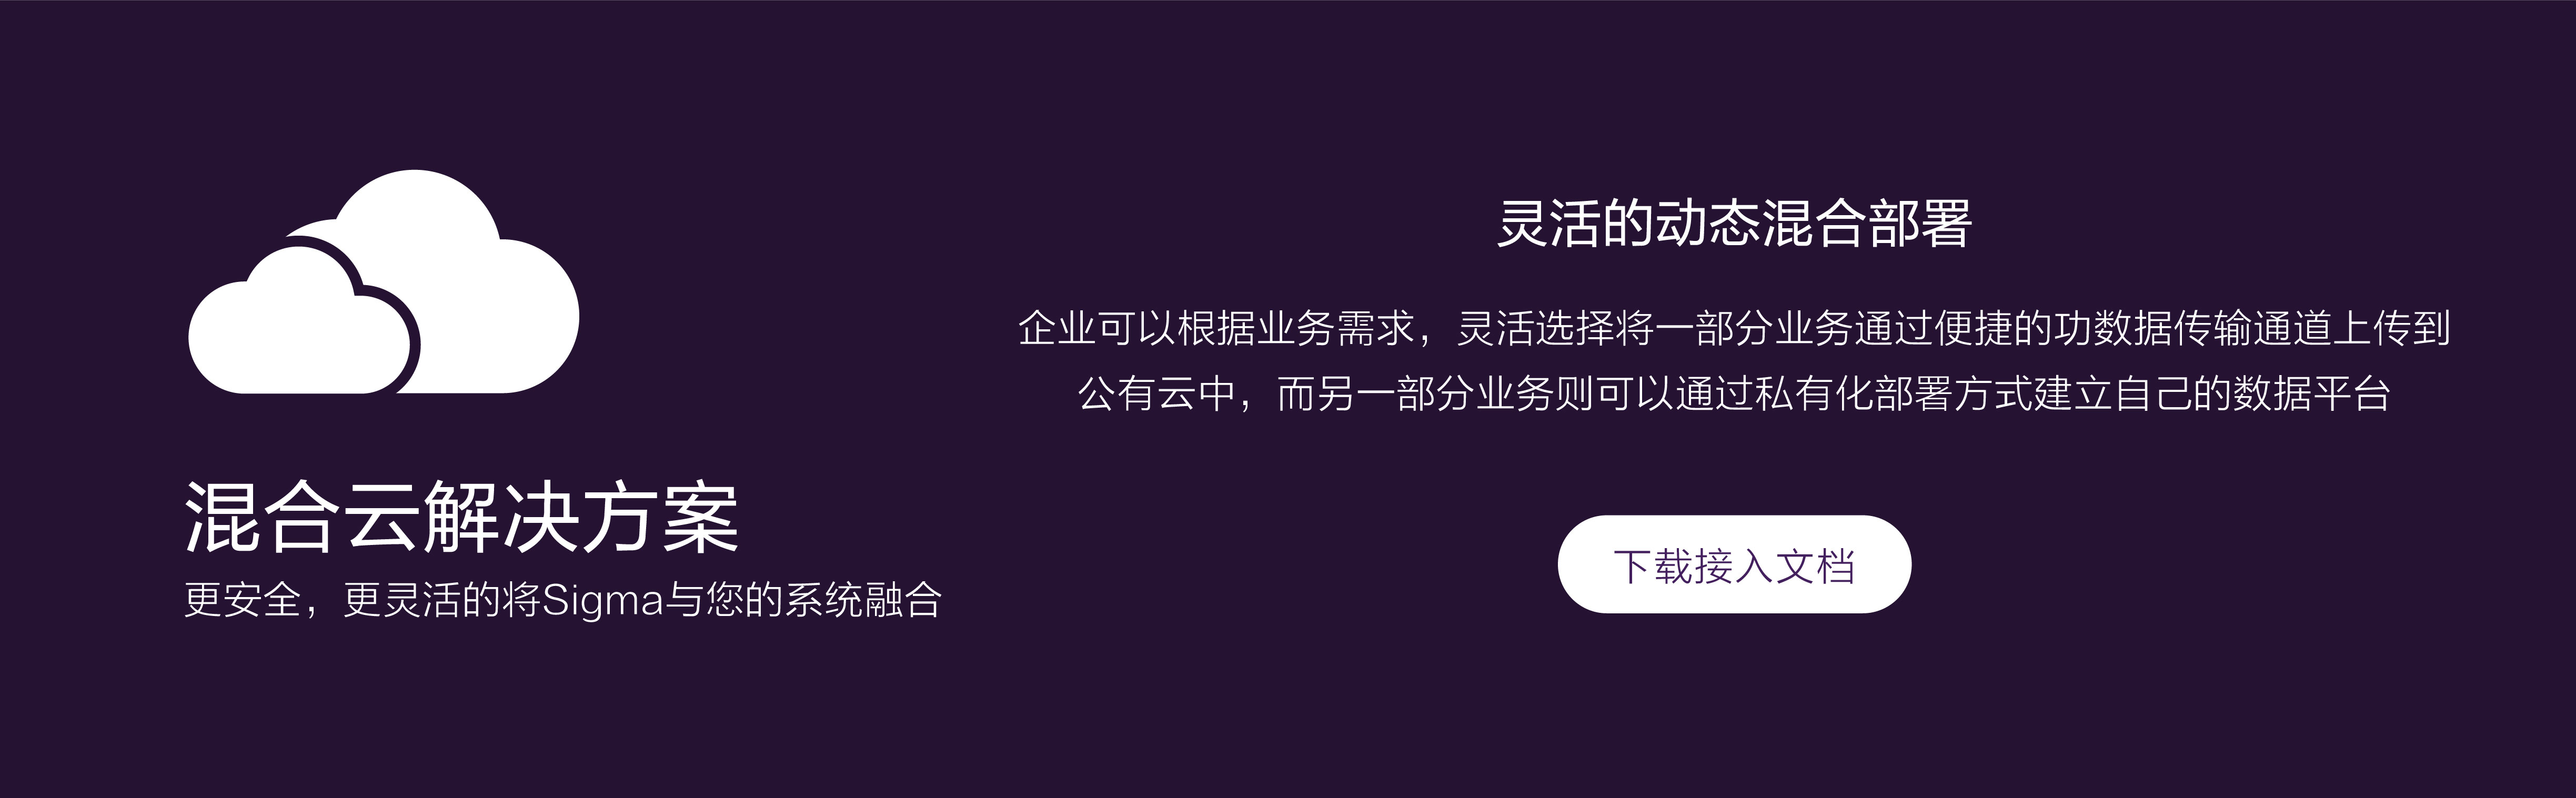 混合云解决方案
更安全，更灵活的将Sigma与您的系统融合
灵活的动态混合部署
企业可以根据业务需求，灵活选择将一部分业务通过便捷的功数据传输通道上传到
公有云中，而另一部分业务则可以通过私有化部署方式建立自己的数据平台
下载接入文档